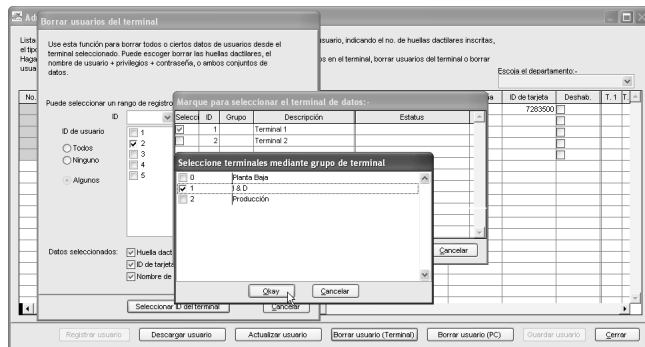 Ad
Borrar usuarios del terminal
Lista
el tipo
Haga
usua
usuario, indicando el no. de huellas dactilares inscritas,
os en el terminal, borrar usuarios del terminal o borrar
Escoja el departamento:-
Use esta función para borrar todos o ciertos datos de usuarios desde el
terminal seleccionado. Puede escoger borrar las huellas dactilares, el
nombre de usuario + privilegios + contraseña, o ambos conjuntos de
datos.
No.
ID de tarjeta Deshab. T. 1 T.
7283500
Puede seleccionar un rango de registro
ID
ID de usuario
Todos
Ninguno
Algunos
1
2
3
4
5
Marque para seleccionar el terminal de datos:-
Selecci ID Grupo Descripción Estatus
1 Terminal 1
2 Terminal 2
Cancelar
Seleccione terminales mediante grupo de terminal
0 Planta Baja
1 I & D
2 Producción
Okay Cancelar
Datos seleccionados:
Huella dact
ID de tarjeta
Nombre de
Seleccionar ID del terminal Cancelar
Registrar usuario Descargar usuario Actualizar usuario Borrar usuario (Terminal) Borrar usuario (PC) Guardar usuario Cerrar